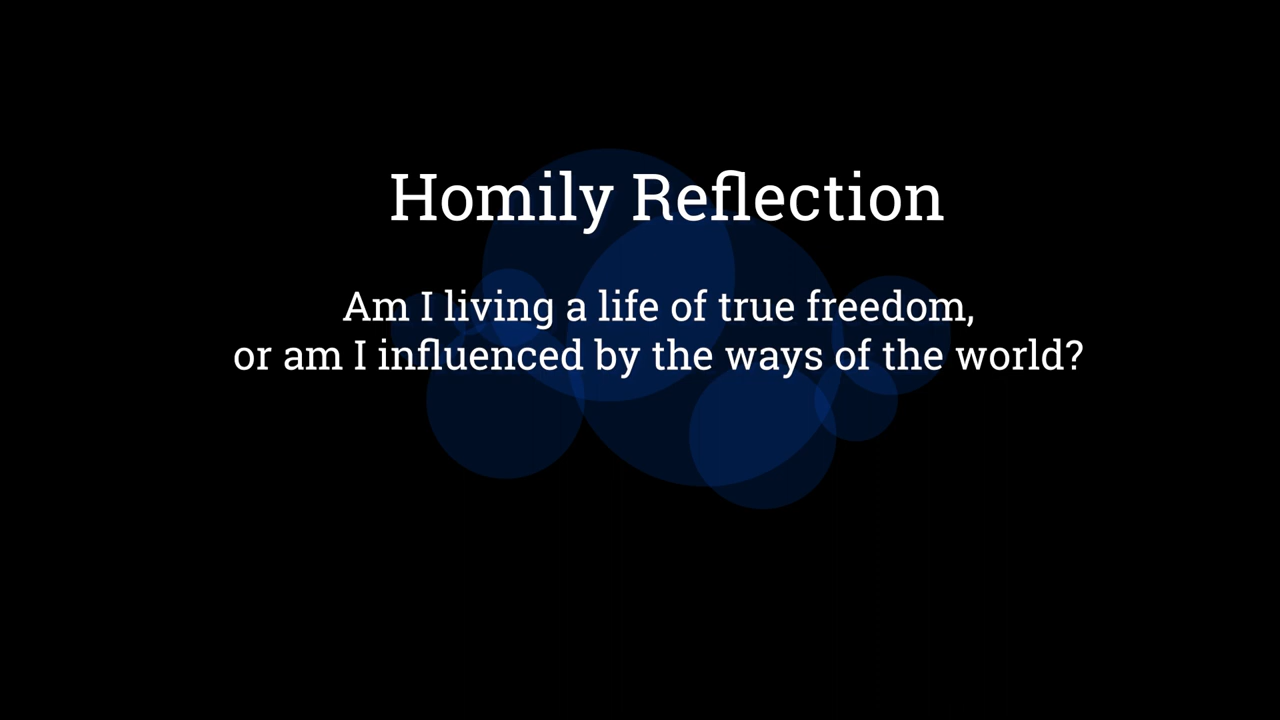 Homily Reflection
Am I living a life of true freedom,
or am I influenced by the ways of the world?